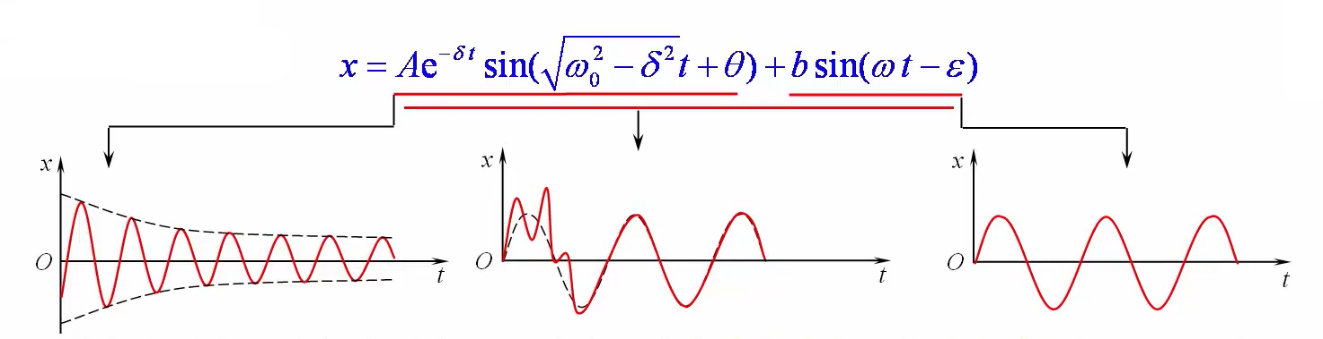 x = Ae^{-δt} sin(√(ω₀² − δ²)t + θ) + b sin(ωt − ε)
x
O
t
x
O
t
x
O
t